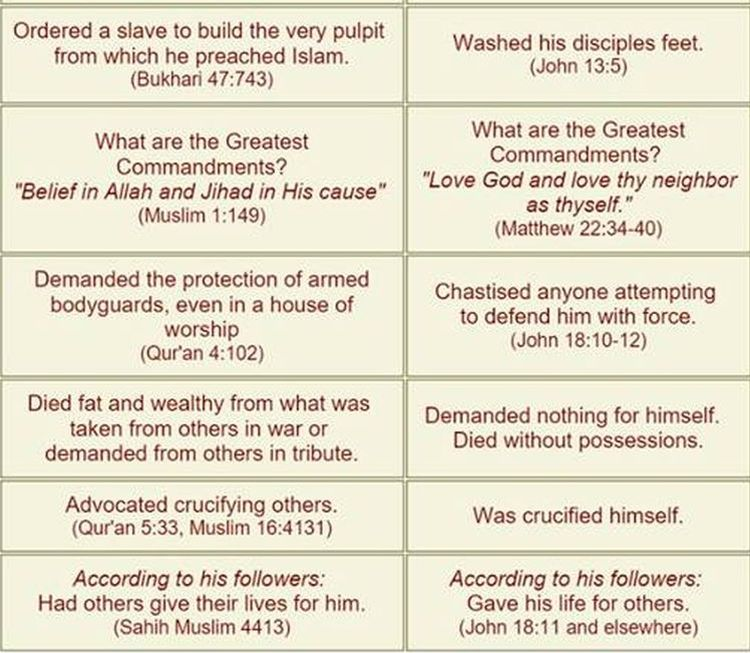 Ordered a slave to build the very pulpit
from which he preached Islam.
(Bukhari 47:743)
Washed his disciples feet.
(John 13:5)
What are the Greatest
Commandments?
"Belief in Allah and Jihad in His cause"
(Muslim 1:149)
What are the Greatest
Commandments?
"Love God and love thy neighbor
as thyself."
(Matthew 22:34-40)
Demanded the protection of armed
bodyguards, even in a house of
worship
(Qur'an 4:102)
Chastised anyone attempting
to defend him with force.
(John 18:10-12)
Died fat and wealthy from what was
taken from others in war or
demanded from others in tribute.
Demanded nothing for himself.
Died without possessions.
Advocated crucifying others.
(Qur'an 5:33, Muslim 16:4131)
Was crucified himself.
According to his followers:
Had others give their lives for him.
(Sahih Muslim 4413)
According to his followers:
Gave his life for others.
(John 18:11 and elsewhere)